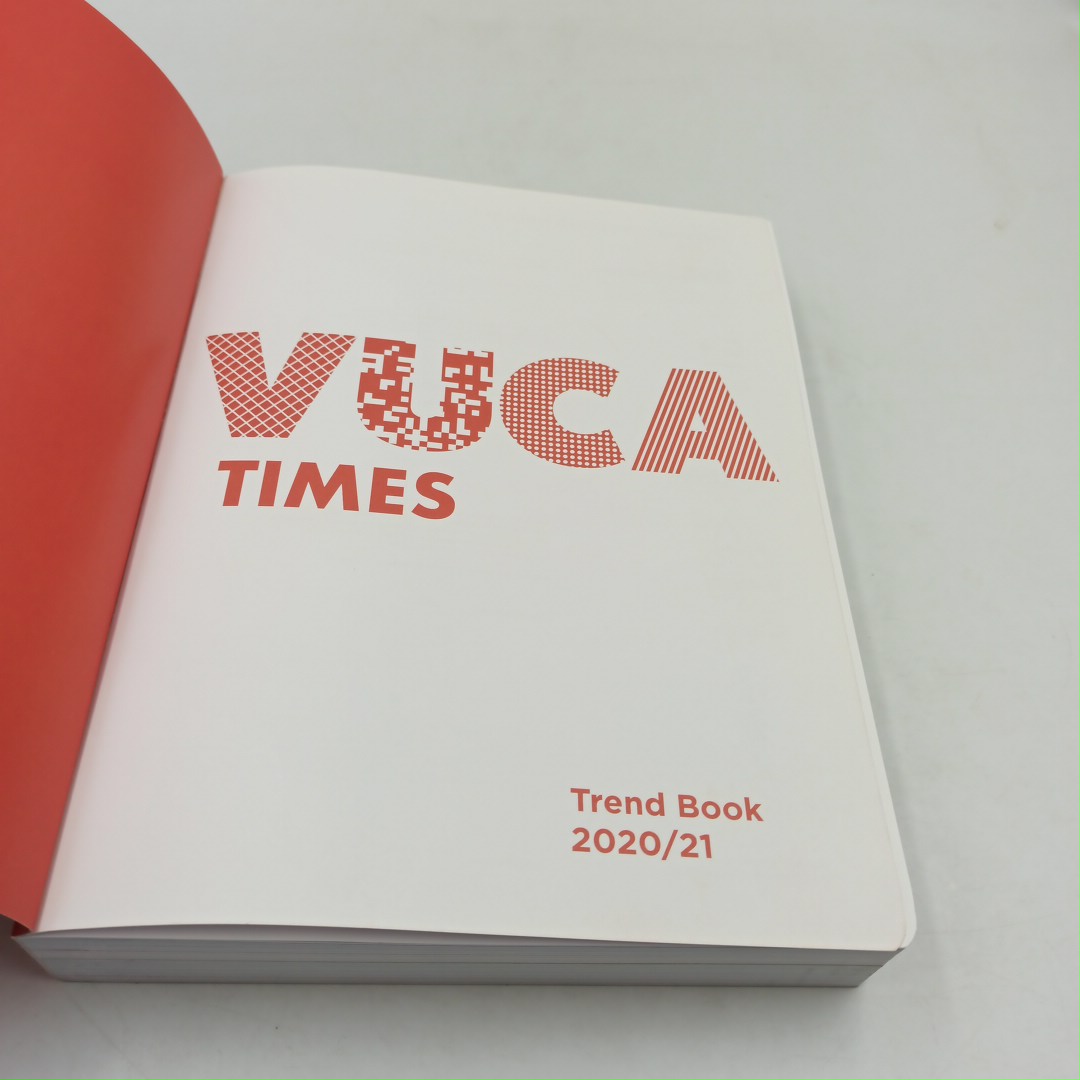 VUCA
TIMES
Trend Book
2020/21